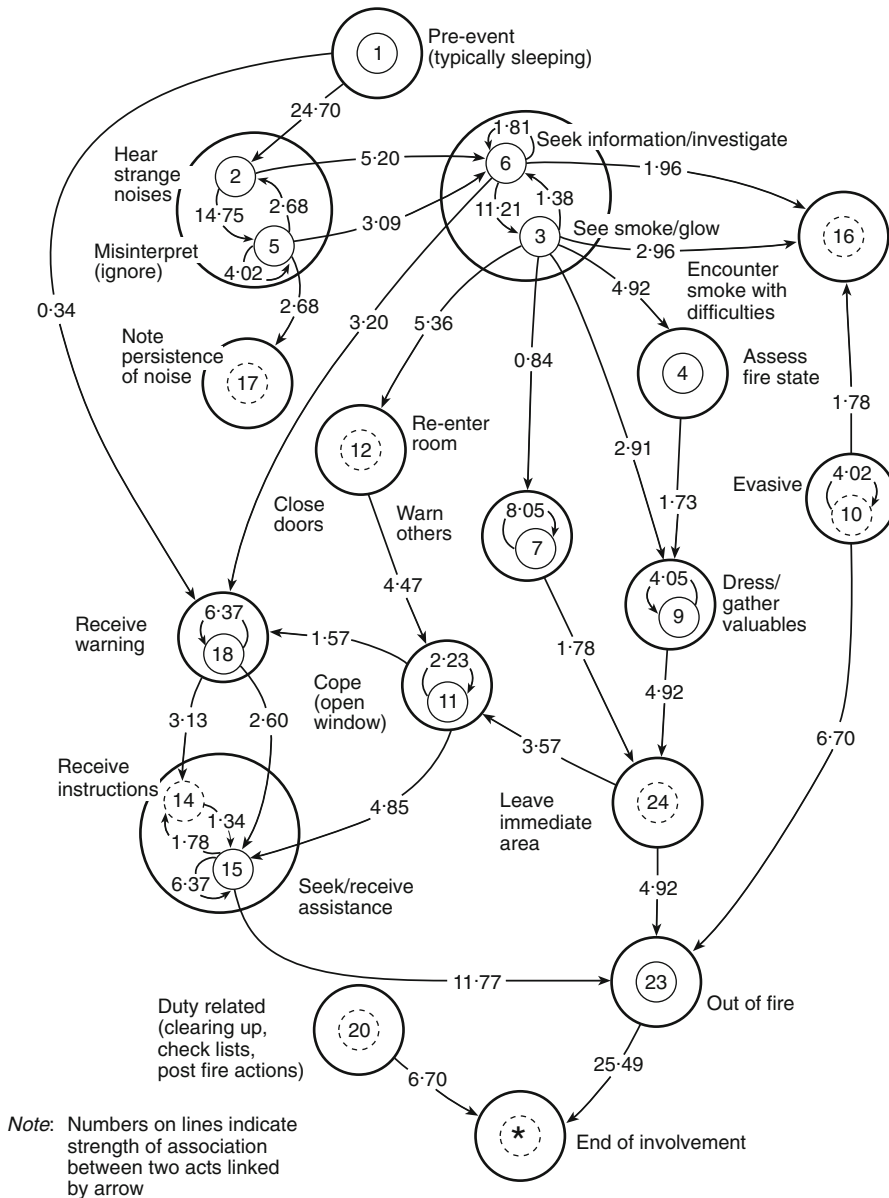 1
Pre-event
(typically sleeping)
24·70
Hear
strange
noises
2
5·20
14·75
2·68
5
4·02
3·09
Misinterpret
(ignore)
1·81
Seek information/investigate
6
1·96
11·21
1·38
3
See smoke/glow
2·96
16
Encounter
smoke with
difficulties
0·34
2·68
3·20
5·36
4·92
0·84
Note
persistence
of noise
17
4
Assess
fire state
12
Re-enter
room
2·91
1·78
Close
doors
Warn
others
8·05
7
1·73
Evasive
4·02
10
4·47
4·05
9
Dress/
gather
valuables
Receive
warning
6·37
18
1·57
Cope
(open
window)
2·23
11
1·78
4·92
3·13
2·60
3·57
6·70
Receive
instructions
14
1·34
1·78
15
6·37
4·85
Leave
immediate
area
24
Seek/receive
assistance
4·92
11·77
23
Out of fire
Duty related
(clearing up,
check lists,
post fire actions)
20
6·70
25·49
*
End of involvement
Note: Numbers on lines indicate
strength of association
between two acts linked
by arrow